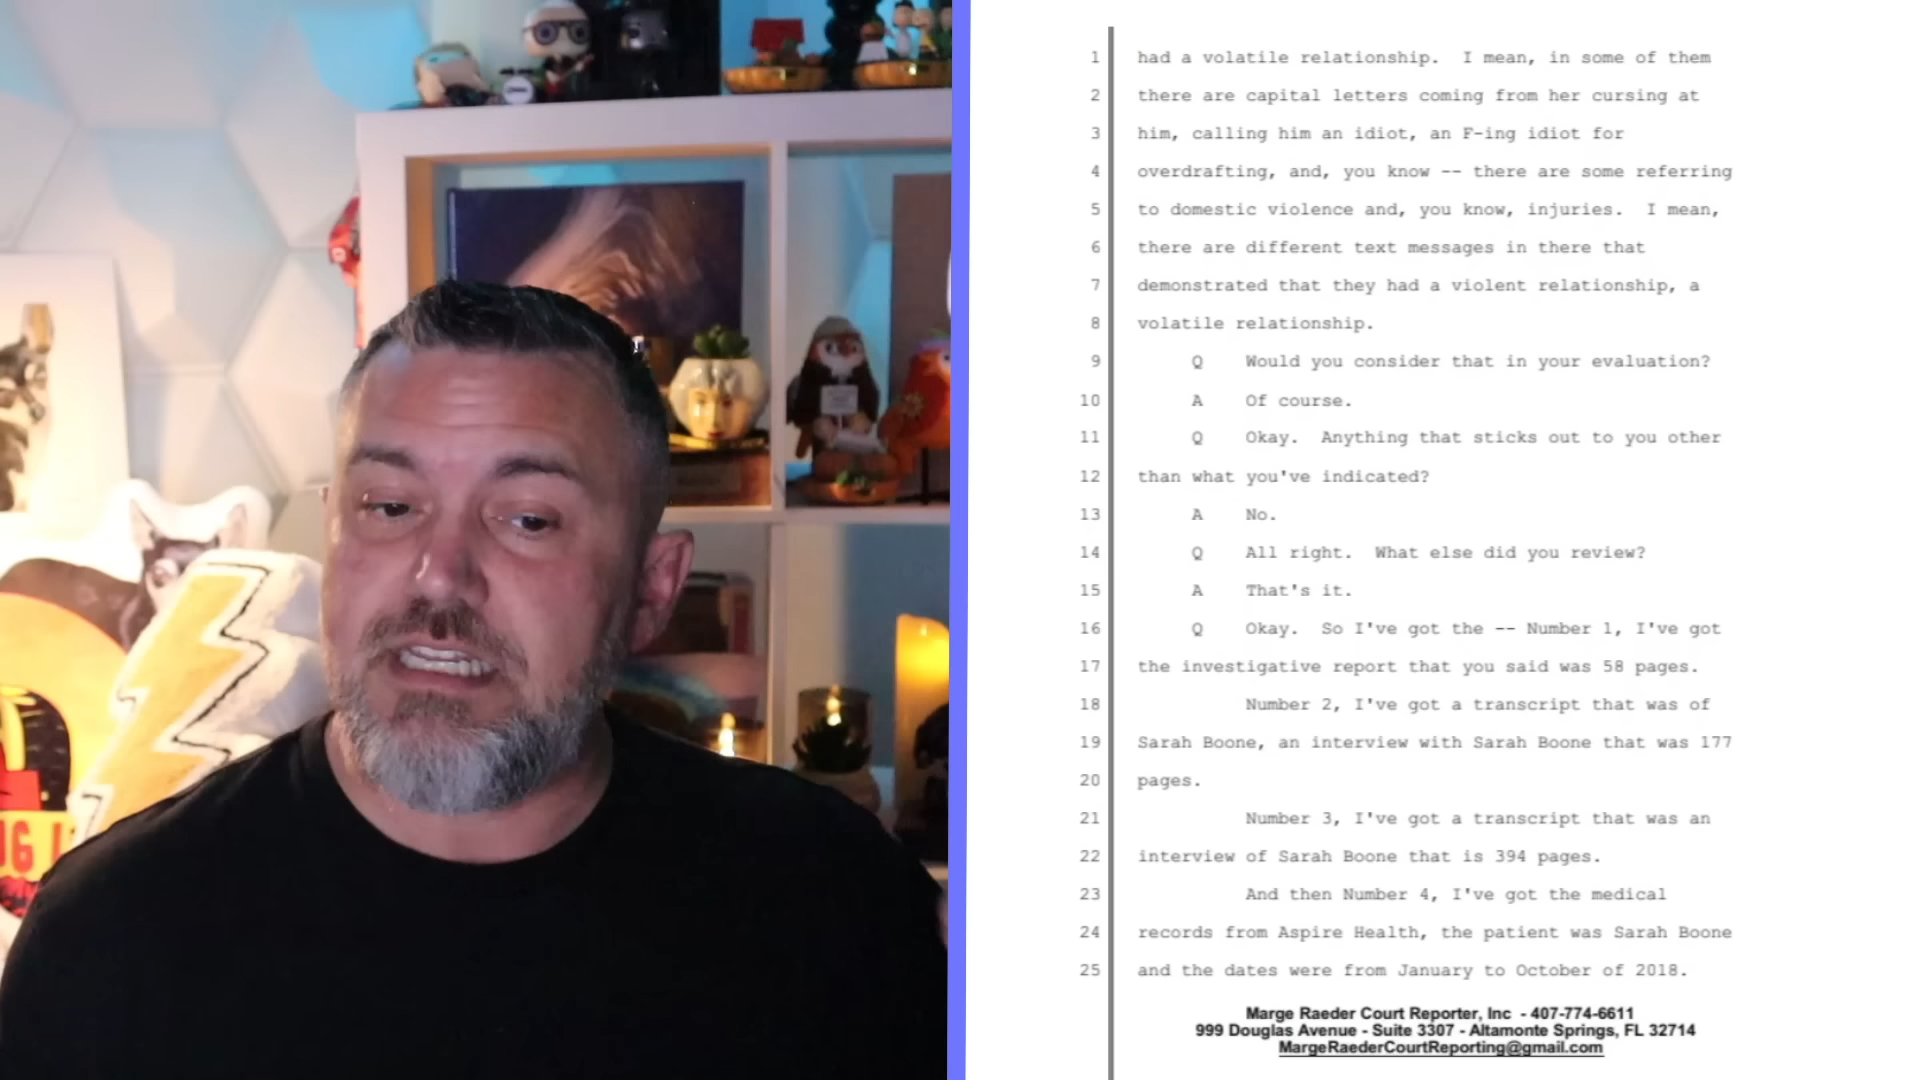 1 had a volatile relationship. I mean, in some of them
2 there are capital letters coming from her cursing at
3 him, calling him an idiot, an F-ing idiot for
4 overdrafting, and, you know -- there are some referring
5 to domestic violence and, you know, injuries. I mean,
6 there are different text messages in there that
7 demonstrated that they had a violent relationship, a
8 volatile relationship.
9 Q Would you consider that in your evaluation?
10 A Of course.
11 Q Okay. Anything that sticks out to you other
12 than what you've indicated?
13 A No.
14 Q All right. What else did you review?
15 A That's it.
16 Q Okay. So I've got the -- Number 1, I've got
17 the investigative report that you said was 58 pages.
18 Number 2, I've got a transcript that was of
19 Sarah Boone, an interview with Sarah Boone that was 177
20 pages.
21 Number 3, I've got a transcript that was an
22 interview of Sarah Boone that is 394 pages.
23 And then Number 4, I've got the medical
24 records from Aspire Health, the patient was Sarah Boone
25 and the dates were from January to October of 2018.
Marge Raeder Court Reporter, Inc - 407-774-6611
999 Douglas Avenue - Suite 3307 - Altamonte Springs, FL 32714
MargeRaederCourtReporting@gmail.com